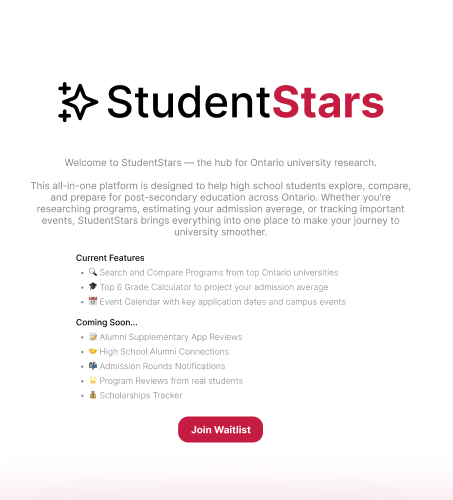 StudentStars
Welcome to StudentStars — the hub for Ontario university research.
This all-in-one platform is designed to help high school students explore, compare,
and prepare for post-secondary education across Ontario. Whether you're
researching programs, estimating your admission average, or tracking important
events, StudentStars brings everything into one place to make your journey to
university smoother.
Current Features
• 🔍 Search and Compare Programs from top Ontario universities
• 🎓 Top 6 Grade Calculator to project your admission average
• 📅 Event Calendar with key application dates and campus events
Coming Soon...
• 📝 Alumni Supplementary App Reviews
• 🤝 High School Alumni Connections
• 📬 Admission Rounds Notifications
• 🌟 Program Reviews from real students
• 💰 Scholarships Tracker
Join Waitlist